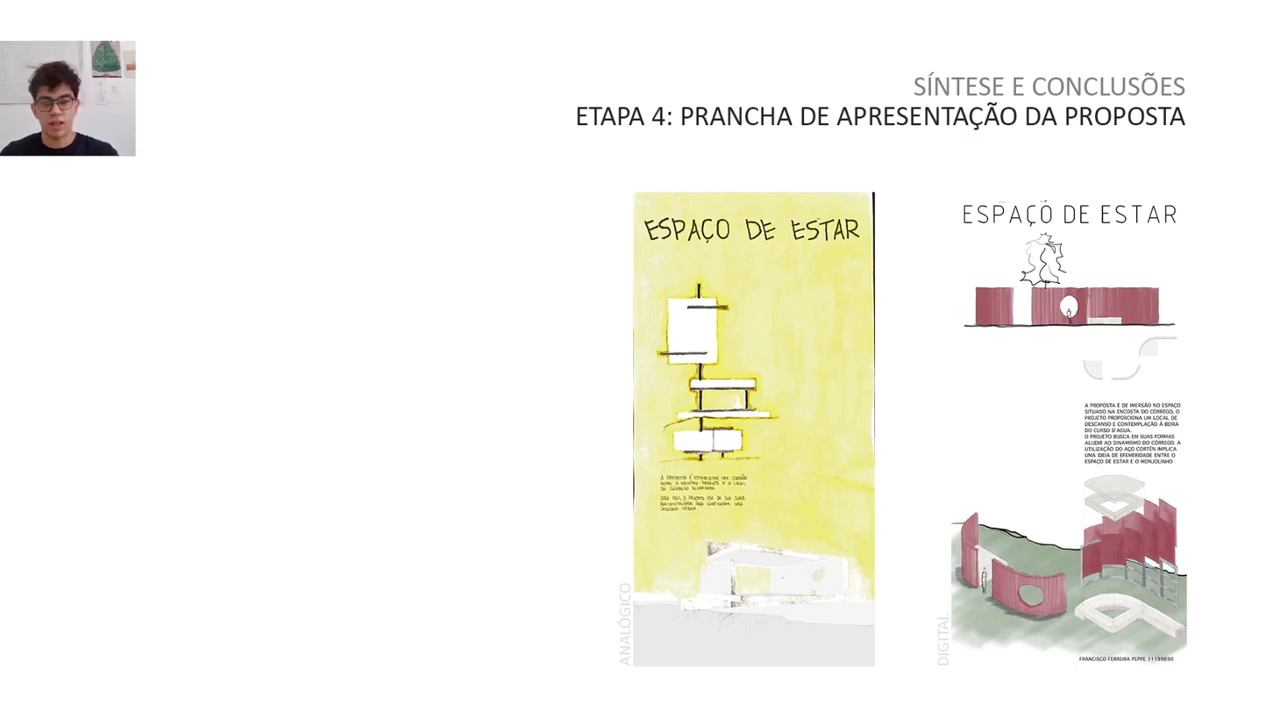 SÍNTESE E CONCLUSÕES
ETAPA 4: PRANCHA DE APRESENTAÇÃO DA PROPOSTA
ESPAÇO DE ESTAR
ANALÓGICO
ESPAÇO DE ESTAR
A PROPOSTA É DE IMERSÃO NO ESPAÇO
SITUADO NA ENCOSTA DO CÓRREGO, O
PROJETO PROPORCIONA UM LOCAL DE
DESCANSO E CONTEMPLAÇÃO À BEIRA
DO CURSO D'AGUA.
O PROJETO BUSCA EM SUAS FORMAS
ALUDIR AO DINAMISMO DO CÓRREGO. A
UTILIZAÇÃO DO AÇO CORTÉN IMPLICA
UMA IDEIA DE EFEMERIDADE ENTRE O
ESPAÇO DE ESTAR E O MONJOLINHO
DIGITAL
FRANCISCO FERREIRA PEPPE 11199890